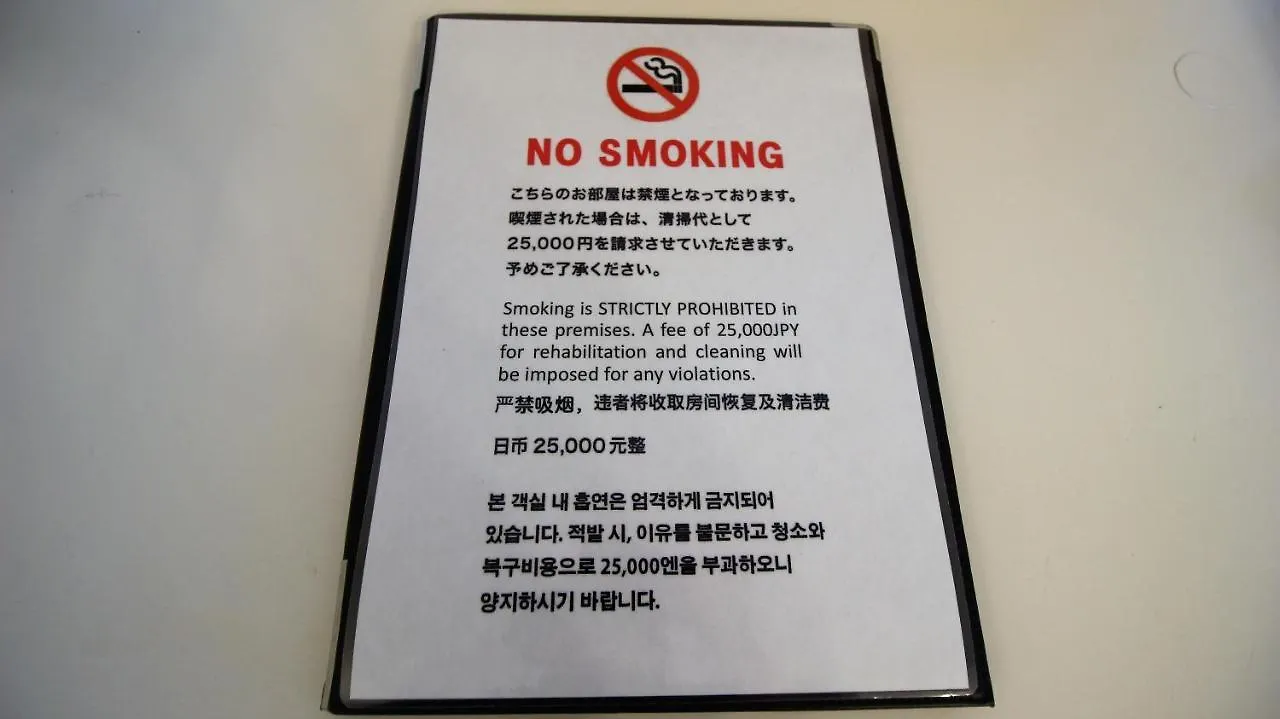 NO SMOKING
こちらのお部屋は禁煙となっております。
喫煙された場合は、清掃代として
25,000円を請求させていただきます。
予めご了承ください。
Smoking is STRICTLY PROHIBITED in
these premises. A fee of 25,000JPY
for rehabilitation and cleaning will
be imposed for any violations.
严禁吸烟，违者将收取房间恢复及清洁费
日币 25,000 元整
본 객실 내 흡연은 엄격하게 금지되어
있습니다. 적발 시, 이유를 불문하고 청소와
복구비용으로 25,000엔을 부과하오니
양지하시기 바랍니다.